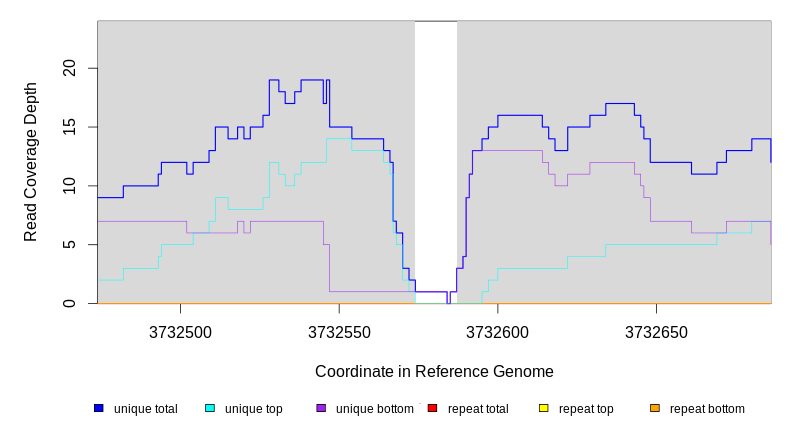 Read Coverage Depth
20
15
10
5
0
3732500 3732550 3732600 3732650
Coordinate in Reference Genome
unique total unique top unique bottom repeat total repeat top repeat bottom